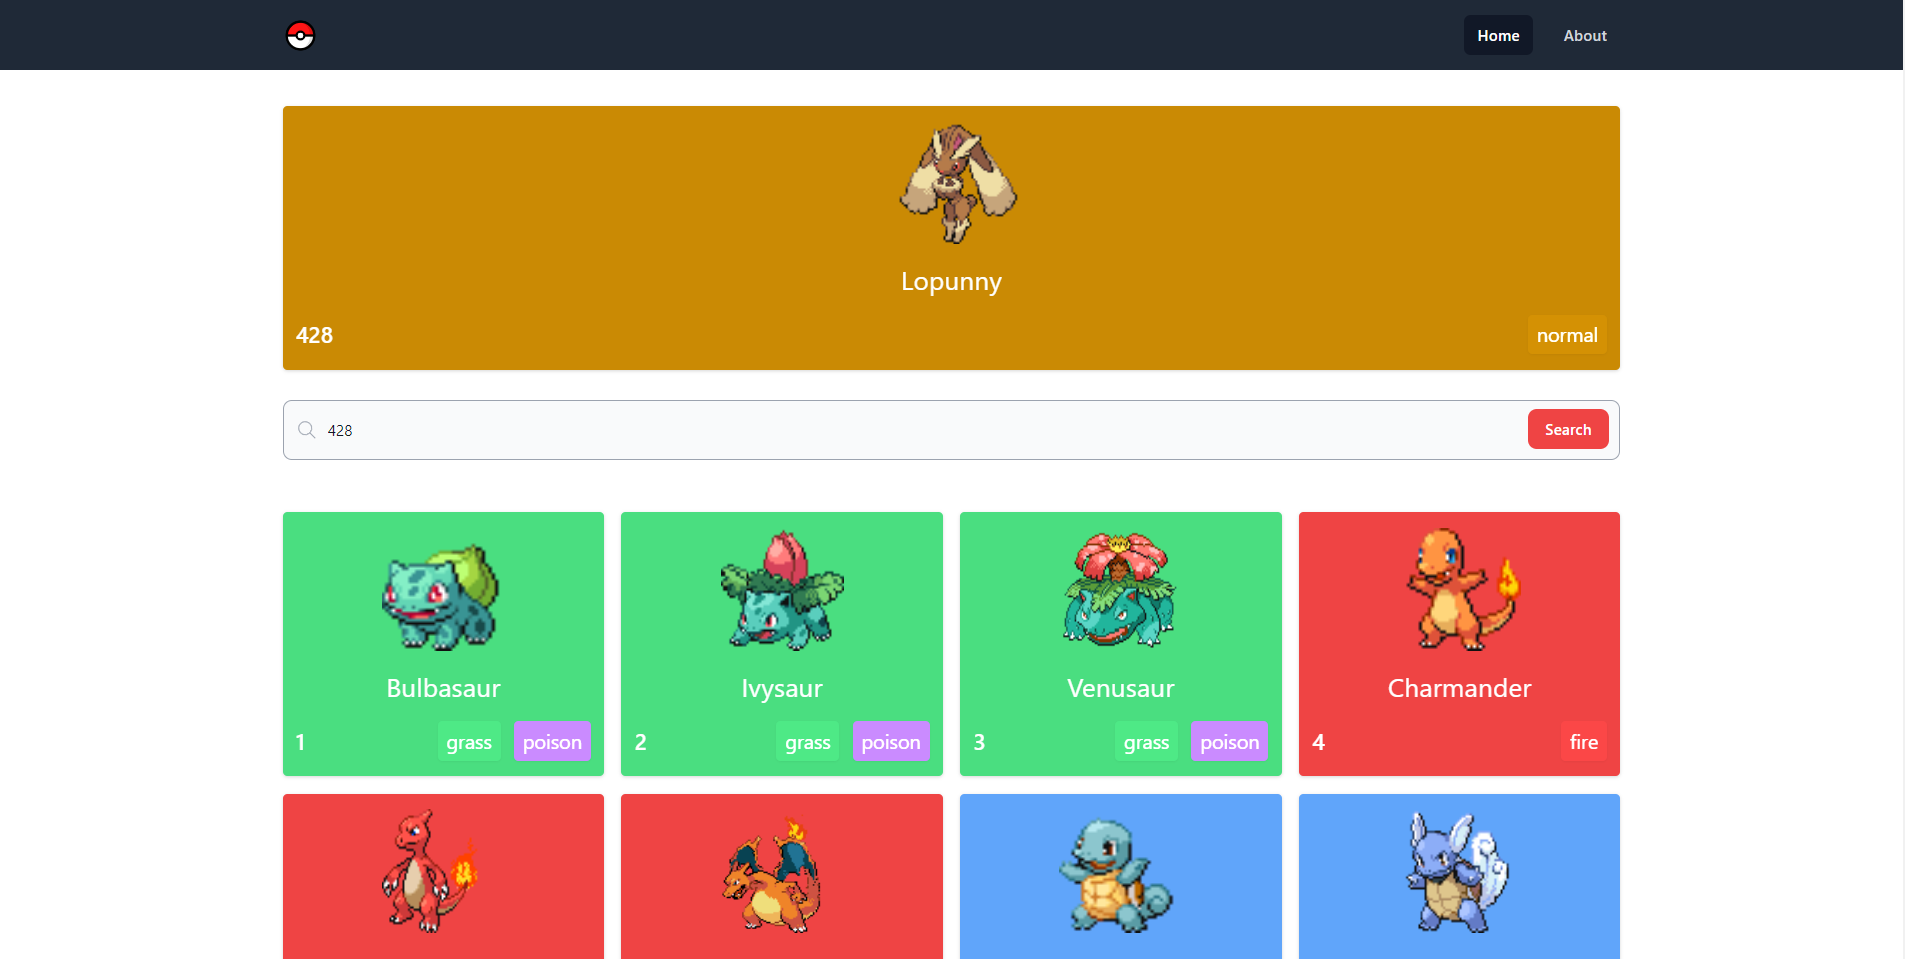 Home About
Lopunny
428 normal
428 Search
Bulbasaur
1 grass poison
Ivysaur
2 grass poison
Venusaur
3 grass poison
Charmander
4 fire